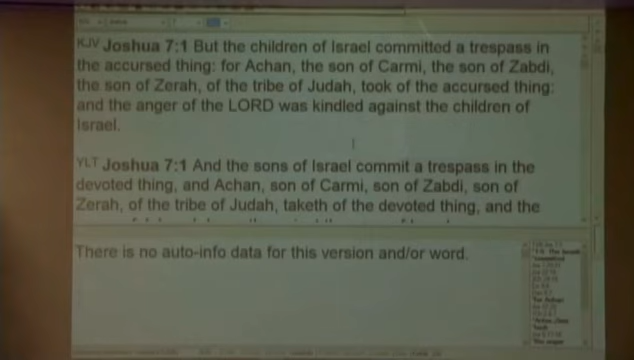 KJV Joshua 7:1 But the children of Israel committed a trespass in
the accursed thing: for Achan, the son of Carmi, the son of Zabdi,
the son of Zerah, of the tribe of Judah, took of the accursed thing:
and the anger of the LORD was kindled against the children of
Israel.
YLT Joshua 7:1 And the sons of Israel commit a trespass in the
devoted thing, and Achan, son of Carmi, son of Zabdi, son of
Zerah, of the tribe of Judah, taketh of the devoted thing, and the
There is no auto-info data for this version and/or word.